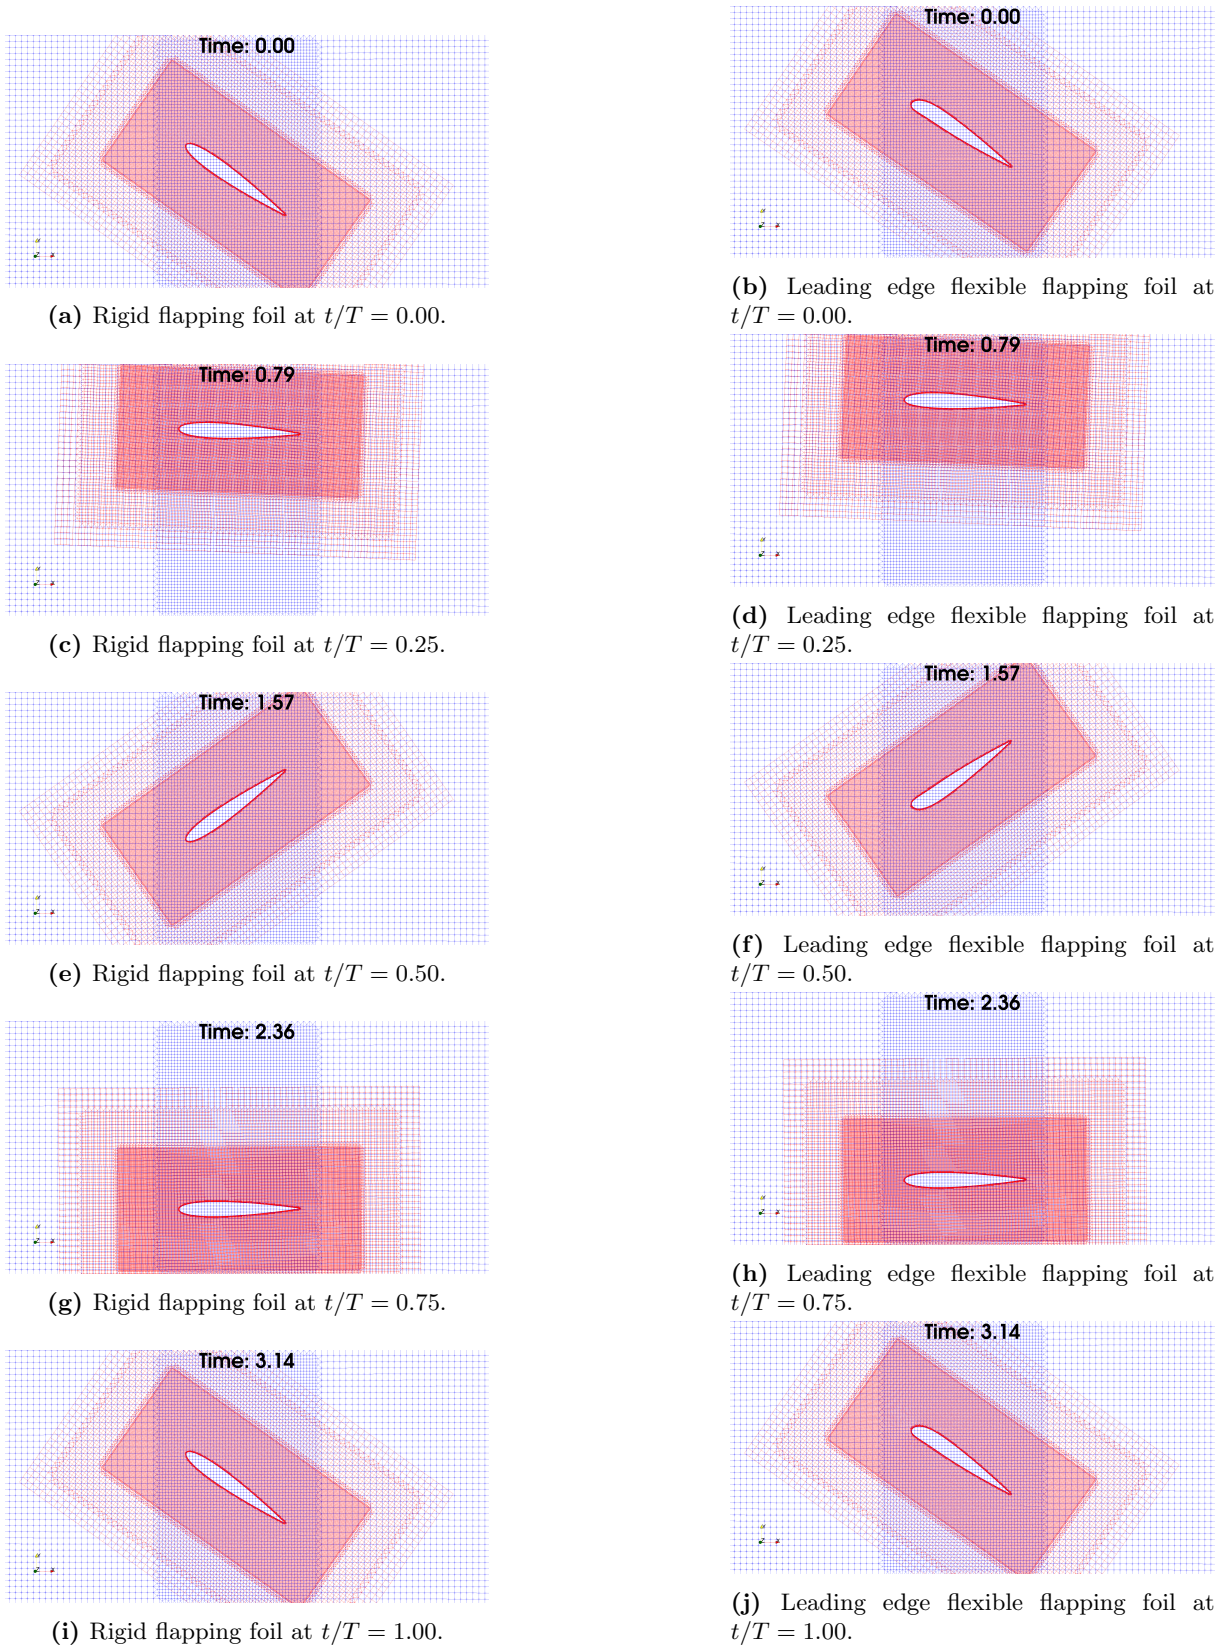 Time: 0.00
(a) Rigid flapping foil at t/T = 0.00.
Time: 0.00
(b) Leading edge flexible flapping foil at
t/T = 0.00.
Time: 0.79
(c) Rigid flapping foil at t/T = 0.25.
Time: 0.79
(d) Leading edge flexible flapping foil at
t/T = 0.25.
Time: 1.57
(e) Rigid flapping foil at t/T = 0.50.
Time: 1.57
(f) Leading edge flexible flapping foil at
t/T = 0.50.
Time: 2.36
(g) Rigid flapping foil at t/T = 0.75.
Time: 2.36
(h) Leading edge flexible flapping foil at
t/T = 0.75.
Time: 3.14
(i) Rigid flapping foil at t/T = 1.00.
Time: 3.14
(j) Leading edge flexible flapping foil at
t/T = 1.00.